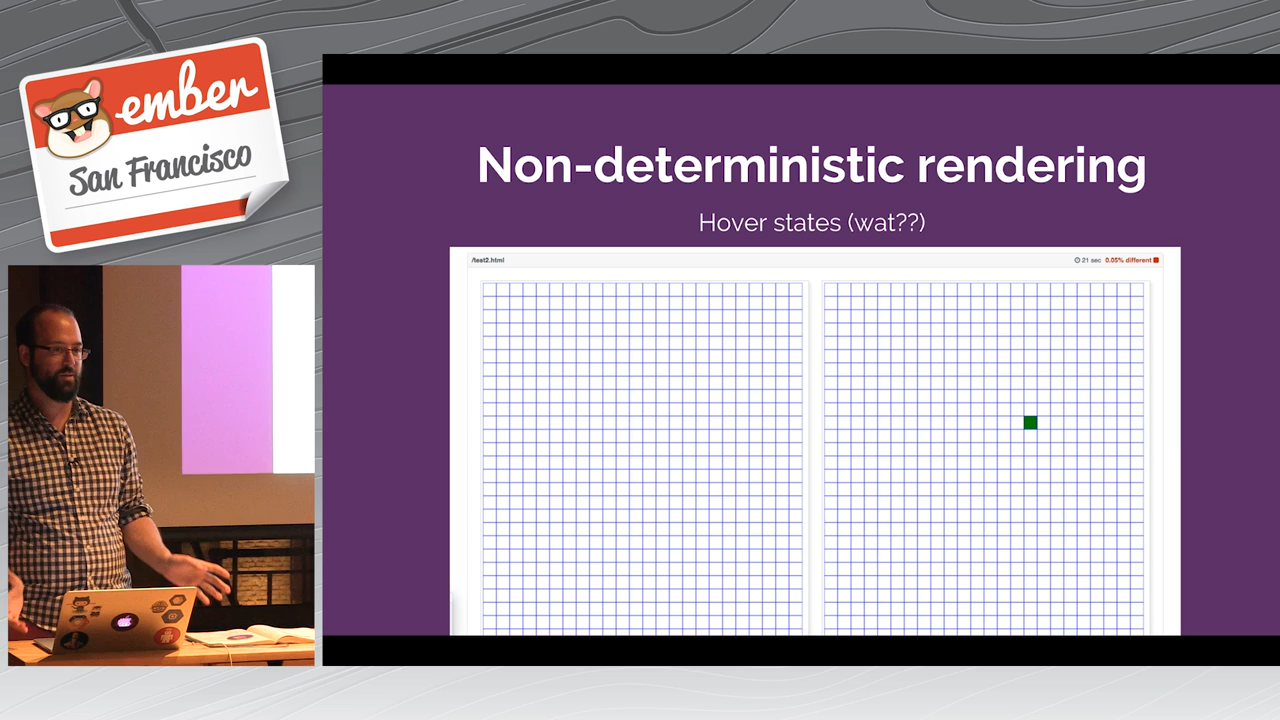 ember
San Francisco
Non-deterministic rendering
Hover states (wat??)
/test2.html
21 sec 0.05% different